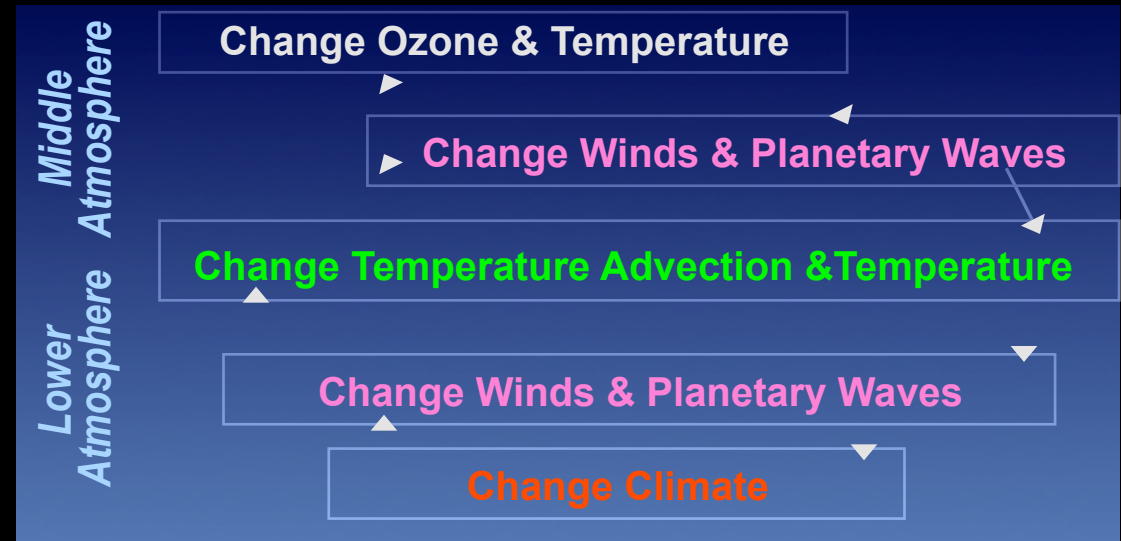 Middle
Atmosphere
Change Ozone & Temperature
Change Winds & Planetary Waves
Change Temperature Advection &Temperature
Lower
Atmosphere
Change Winds & Planetary Waves
Change Climate